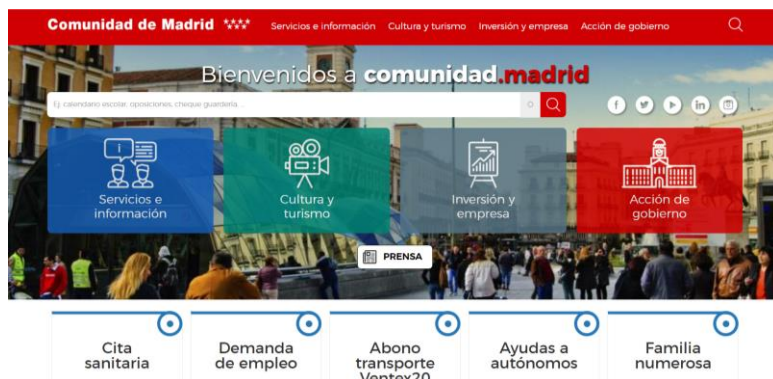 Comunidad de Madrid
Servicios e información Cultura y turismo Inversión y empresa Acción de gobierno
Bienvenidos a comunidad.madrid
Ej: calendario escolar, oposiciones, cheque guardería ...
Servicios e
información
Cultura y
turismo
Inversión y
empresa
Acción de
gobierno
PRENSA
Cita
sanitaria
Demanda
de empleo
Abono
transporte
Ventex20
Ayudas a
autónomos
Familia
numerosa